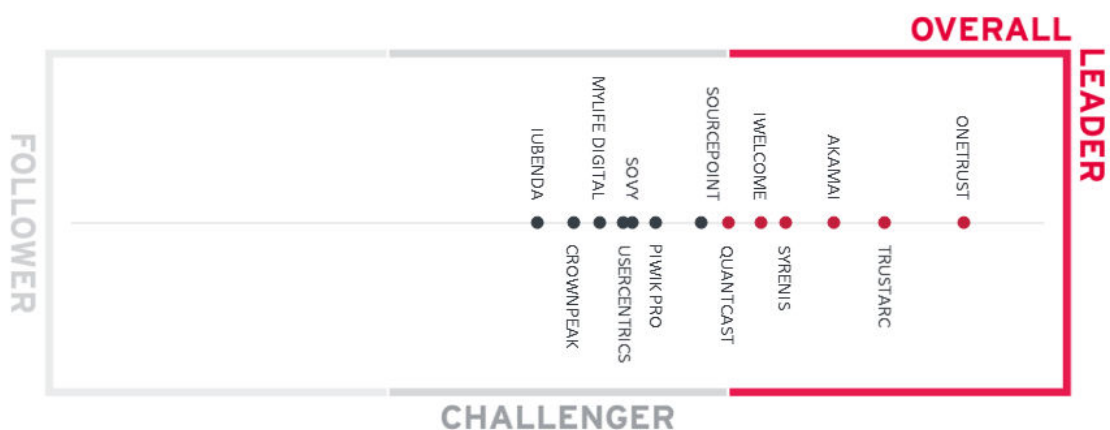 OVERALL
LEADER
FOLLOWER
CHALLENGER
IUBENDA
CROWNPEAK
MYLIFE DIGITAL
USERCENTRICS
SOVY
PIWIK PRO
SOURCEPOINT
QUANTCAST
IWELCOME
SYRENIS
AKAMAI
TRUSTARC
ONETRUST